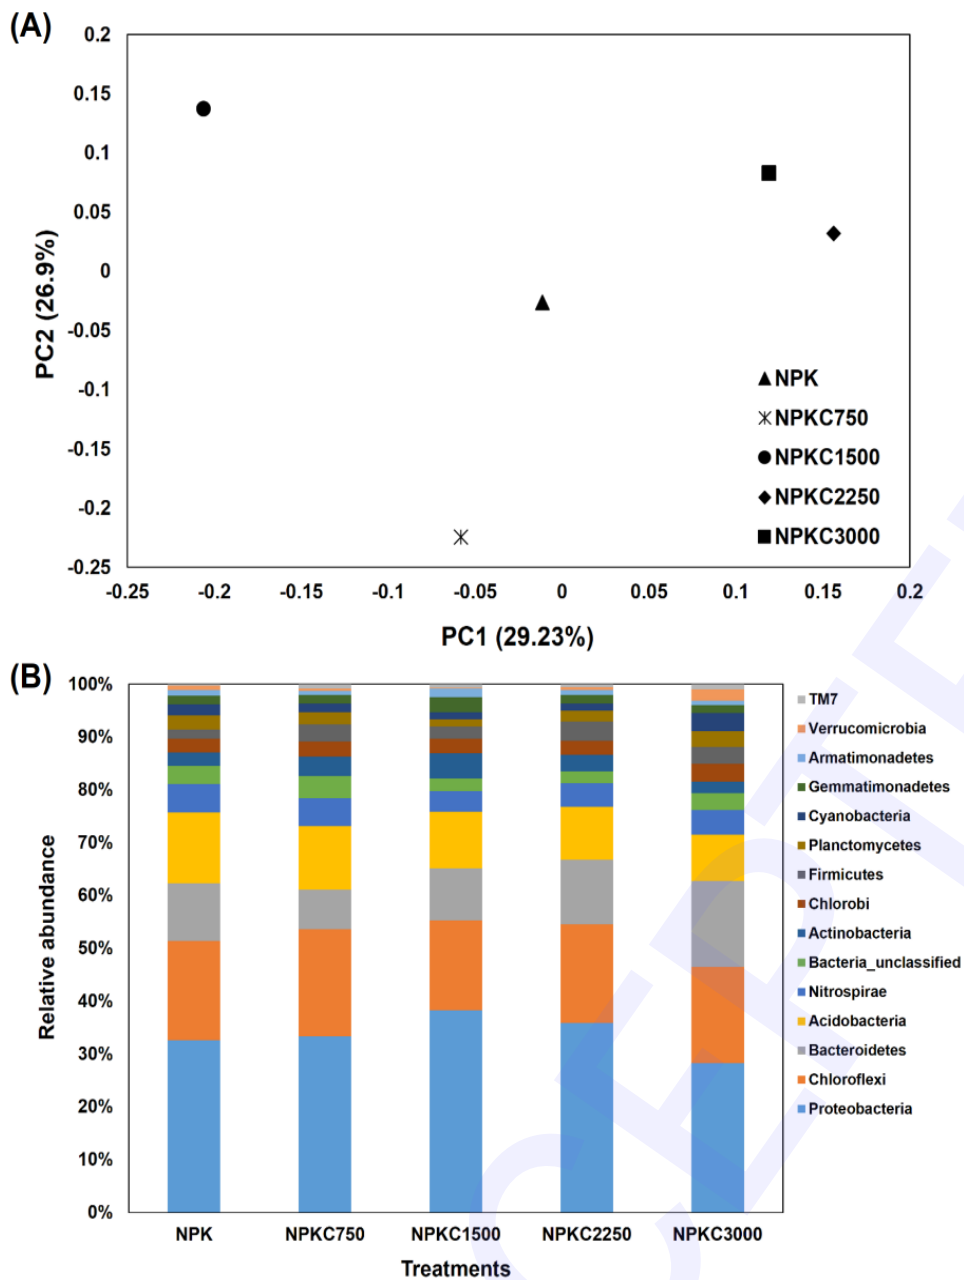 (A)
0.2
0.15
0.1
0.05
0
-0.05
-0.1
-0.15
-0.2
-0.25
PC2 (26.9%)
NPK
NPKC750
NPKC1500
NPKC2250
NPKC3000
-0.25 -0.2 -0.15 -0.1 -0.05 0 0.05 0.1 0.15 0.2
PC1 (29.23%)
(B)
100%
90%
80%
70%
60%
50%
40%
30%
20%
10%
0%
Relative abundance
TM7
Verrucomicrobia
Armatimonadetes
Gemmatimonadetes
Cyanobacteria
Planctomycetes
Firmicutes
Chlorobi
Actinobacteria
Bacteria_unclassified
Nitrospirae
Acidobacteria
Bacteroidetes
Chloroflexi
Proteobacteria
NPK NPKC750 NPKC1500 NPKC2250 NPKC3000
Treatments